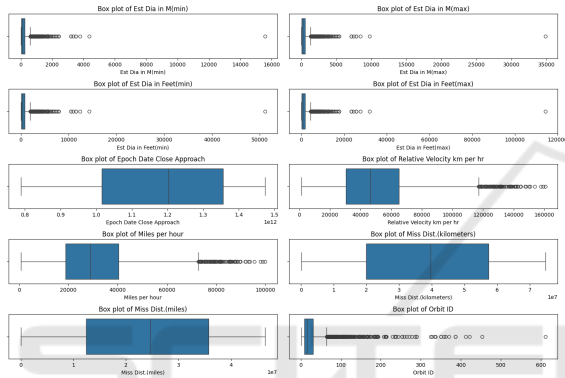 Box plot of Est Dia in M(min)
0 2000 4000 6000 8000 10000 12000 14000 16000
Est Dia in M(min)
Box plot of Est Dia in M(max)
0 5000 10000 15000 20000 25000 30000 35000
Est Dia in M(max)
Box plot of Est Dia in Feet(min)
0 10000 20000 30000 40000 50000
Est Dia in Feet(min)
Box plot of Est Dia in Feet(max)
0 20000 40000 60000 80000 100000 120000
Est Dia in Feet(max)
Box plot of Epoch Date Close Approach
0.8 0.9 1.0 1.1 1.2 1.3 1.4 1.5
1e12
Epoch Date Close Approach
Box plot of Relative Velocity km per hr
0 20000 40000 60000 80000 100000 120000 140000 160000
Relative Velocity km per hr
Box plot of Miles per hour
0 20000 40000 60000 80000 100000
Miles per hour
Box plot of Miss Dist.(kilometers)
0 1 2 3 4 5 6 7
1e7
Miss Dist.(kilometers)
Box plot of Miss Dist.(miles)
0 1 2 3 4
1e7
Miss Dist.(miles)
Box plot of Orbit ID
0 100 200 300 400 500 600
Orbit ID